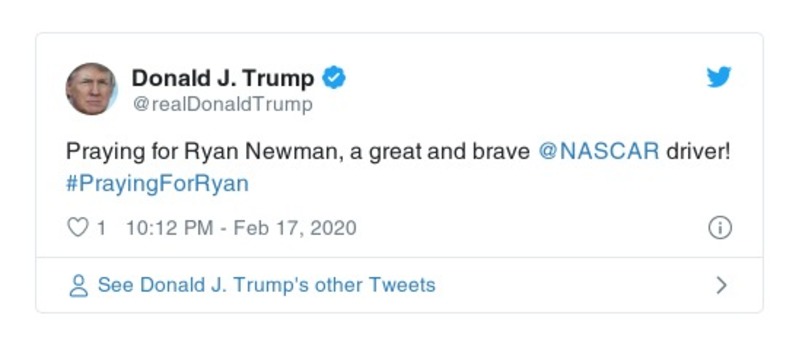 Donald J. Trump
@realDonaldTrump
Praying for Ryan Newman, a great and brave @NASCAR driver!
#PrayingForRyan
1 10:12 PM - Feb 17, 2020
See Donald J. Trump's other Tweets